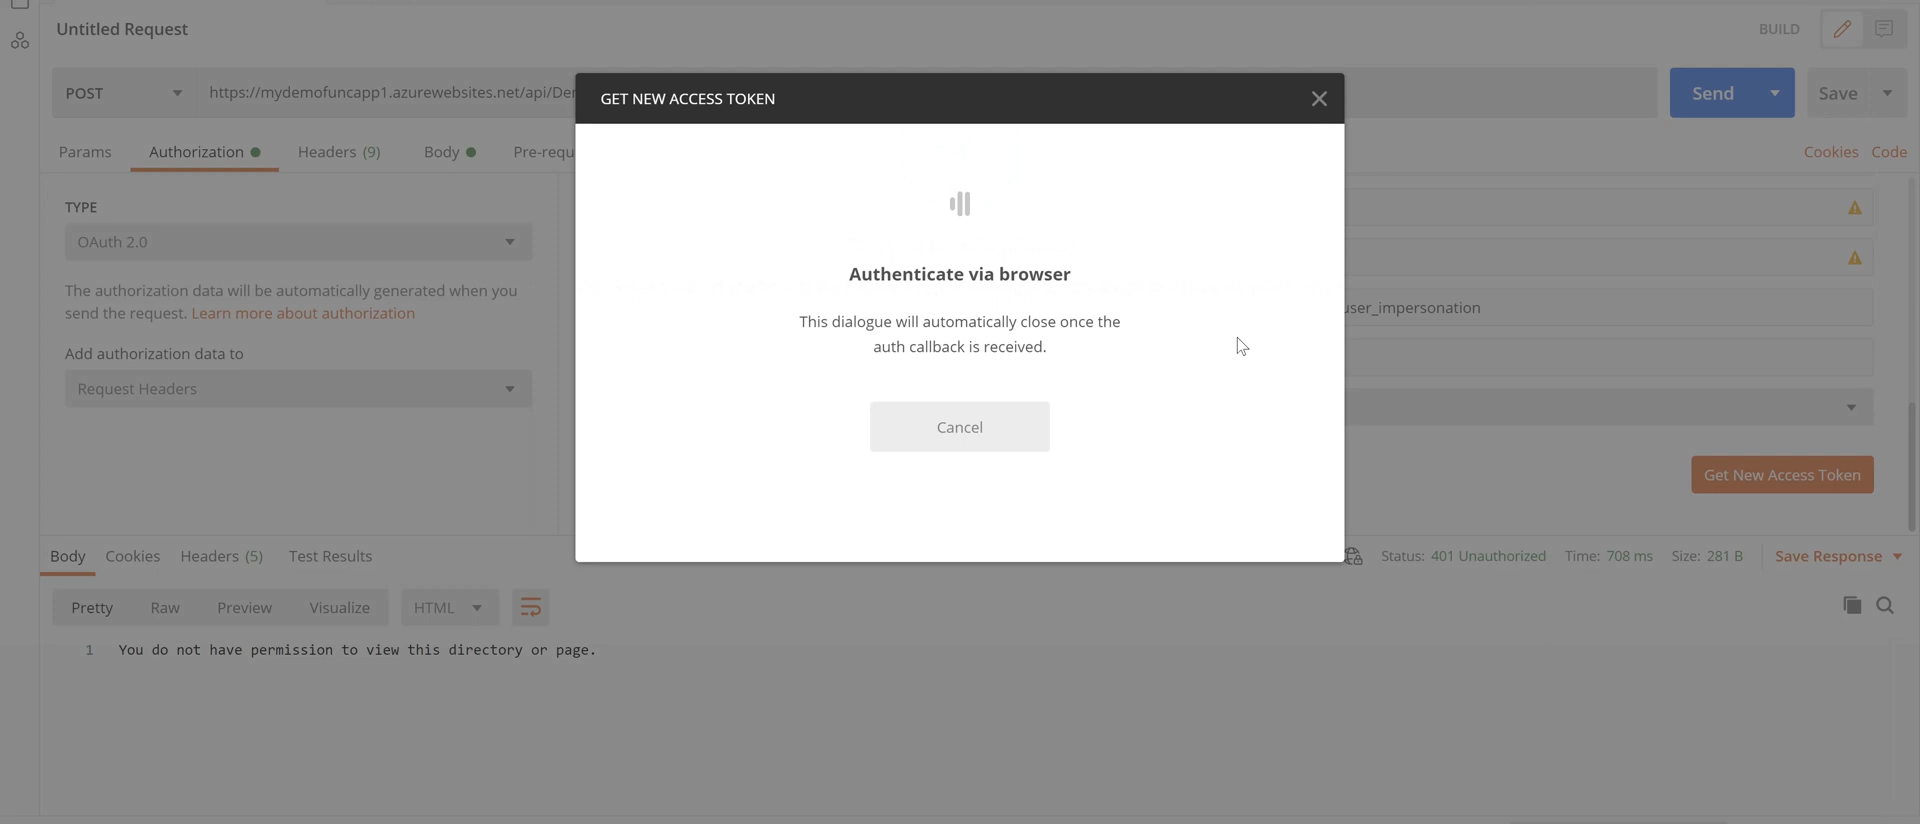 Untitled Request
BUILD
POST
https://mydemofuncapp1.azurewebsites.net/api/Der
Send
Save
GET NEW ACCESS TOKEN
Params
Authorization
Headers (9)
Body
Pre-requ
Cookies
Code
TYPE
OAuth 2.0
The authorization data will be automatically generated when you
send the request. Learn more about authorization
Add authorization data to
Request Headers
Authenticate via browser
This dialogue will automatically close once the
auth callback is received.
Cancel
user_impersonation
Get New Access Token
Body
Cookies
Headers (5)
Test Results
Status: 401 Unauthorized
Time: 708 ms
Size: 281 B
Save Response
Pretty
Raw
Preview
Visualize
HTML
1 You do not have permission to view this directory or page.